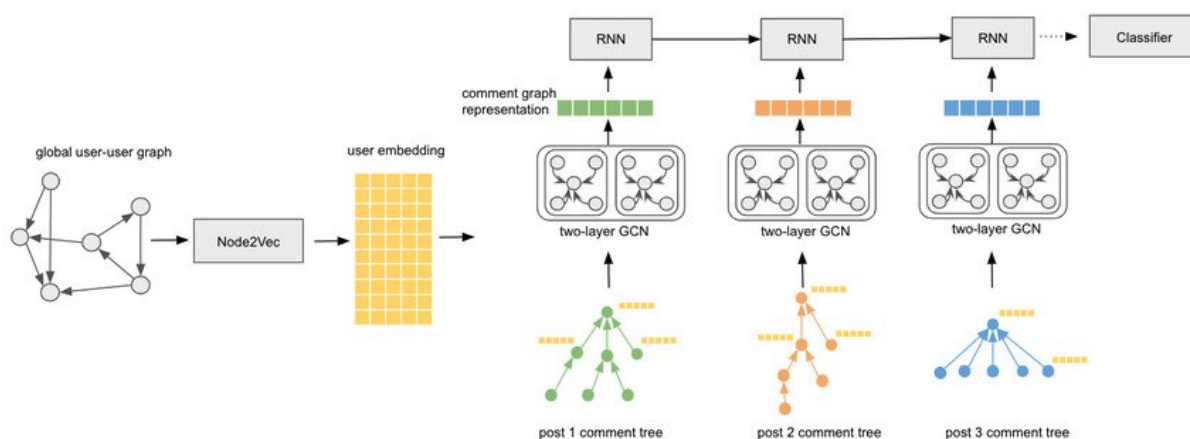 RNN
RNN
RNN
Classifier
comment graph
representation
global user-user graph
user embedding
Node2Vec
two-layer GCN
two-layer GCN
two-layer GCN
post 1 comment tree
post 2 comment tree
post 3 comment tree